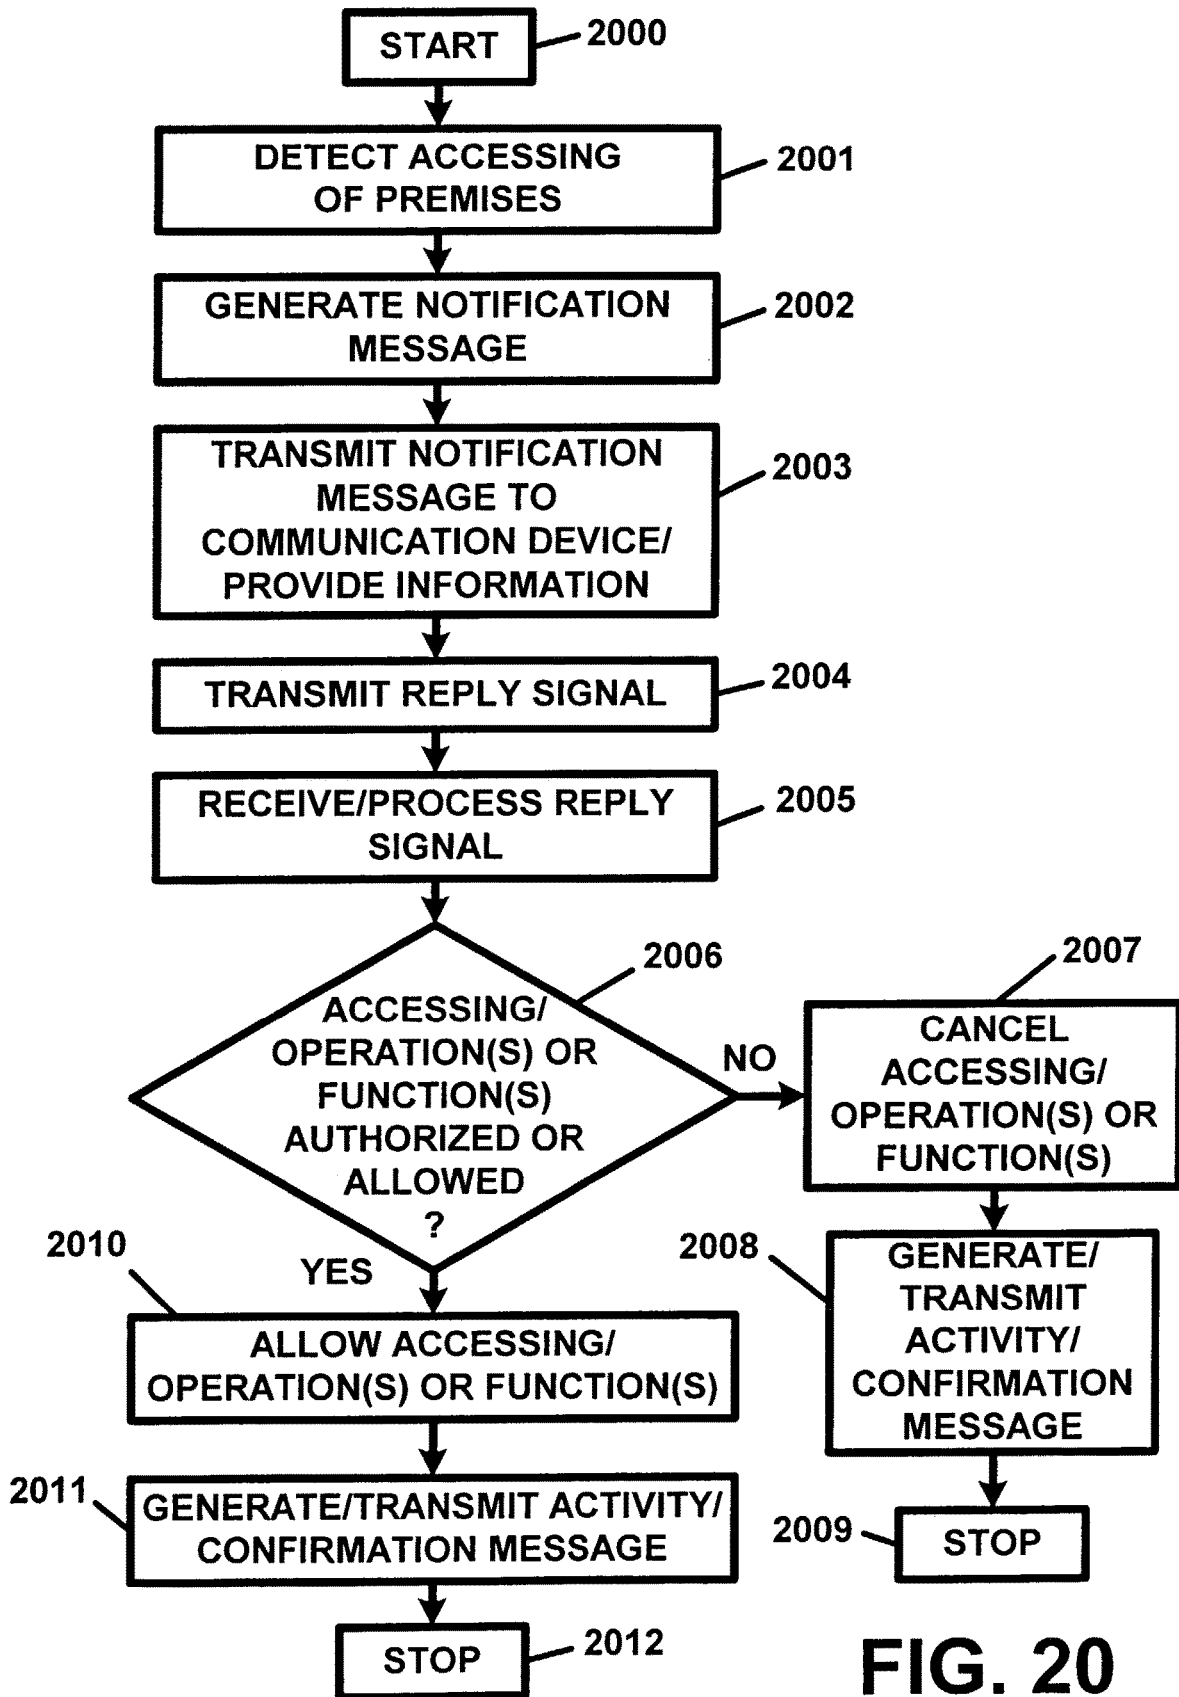 START
2000
DETECT ACCESSING
OF PREMISES
2001
GENERATE NOTIFICATION
MESSAGE
2002
TRANSMIT NOTIFICATION
MESSAGE TO
COMMUNICATION DEVICE/
PROVIDE INFORMATION
2003
TRANSMIT REPLY SIGNAL
2004
RECEIVE/PROCESS REPLY
SIGNAL
2005
ACCESSING/
OPERATION(S) OR
FUNCTION(S)
AUTHORIZED OR
ALLOWED
?
2006
NO
2007
CANCEL
ACCESSING/
OPERATION(S) OR
FUNCTION(S)
2008
GENERATE/
TRANSMIT
ACTIVITY/
CONFIRMATION
MESSAGE
2009
STOP
YES
2010
ALLOW ACCESSING/
OPERATION(S) OR FUNCTION(S)
2011
GENERATE/TRANSMIT ACTIVITY/
CONFIRMATION MESSAGE
STOP
2012
FIG. 20